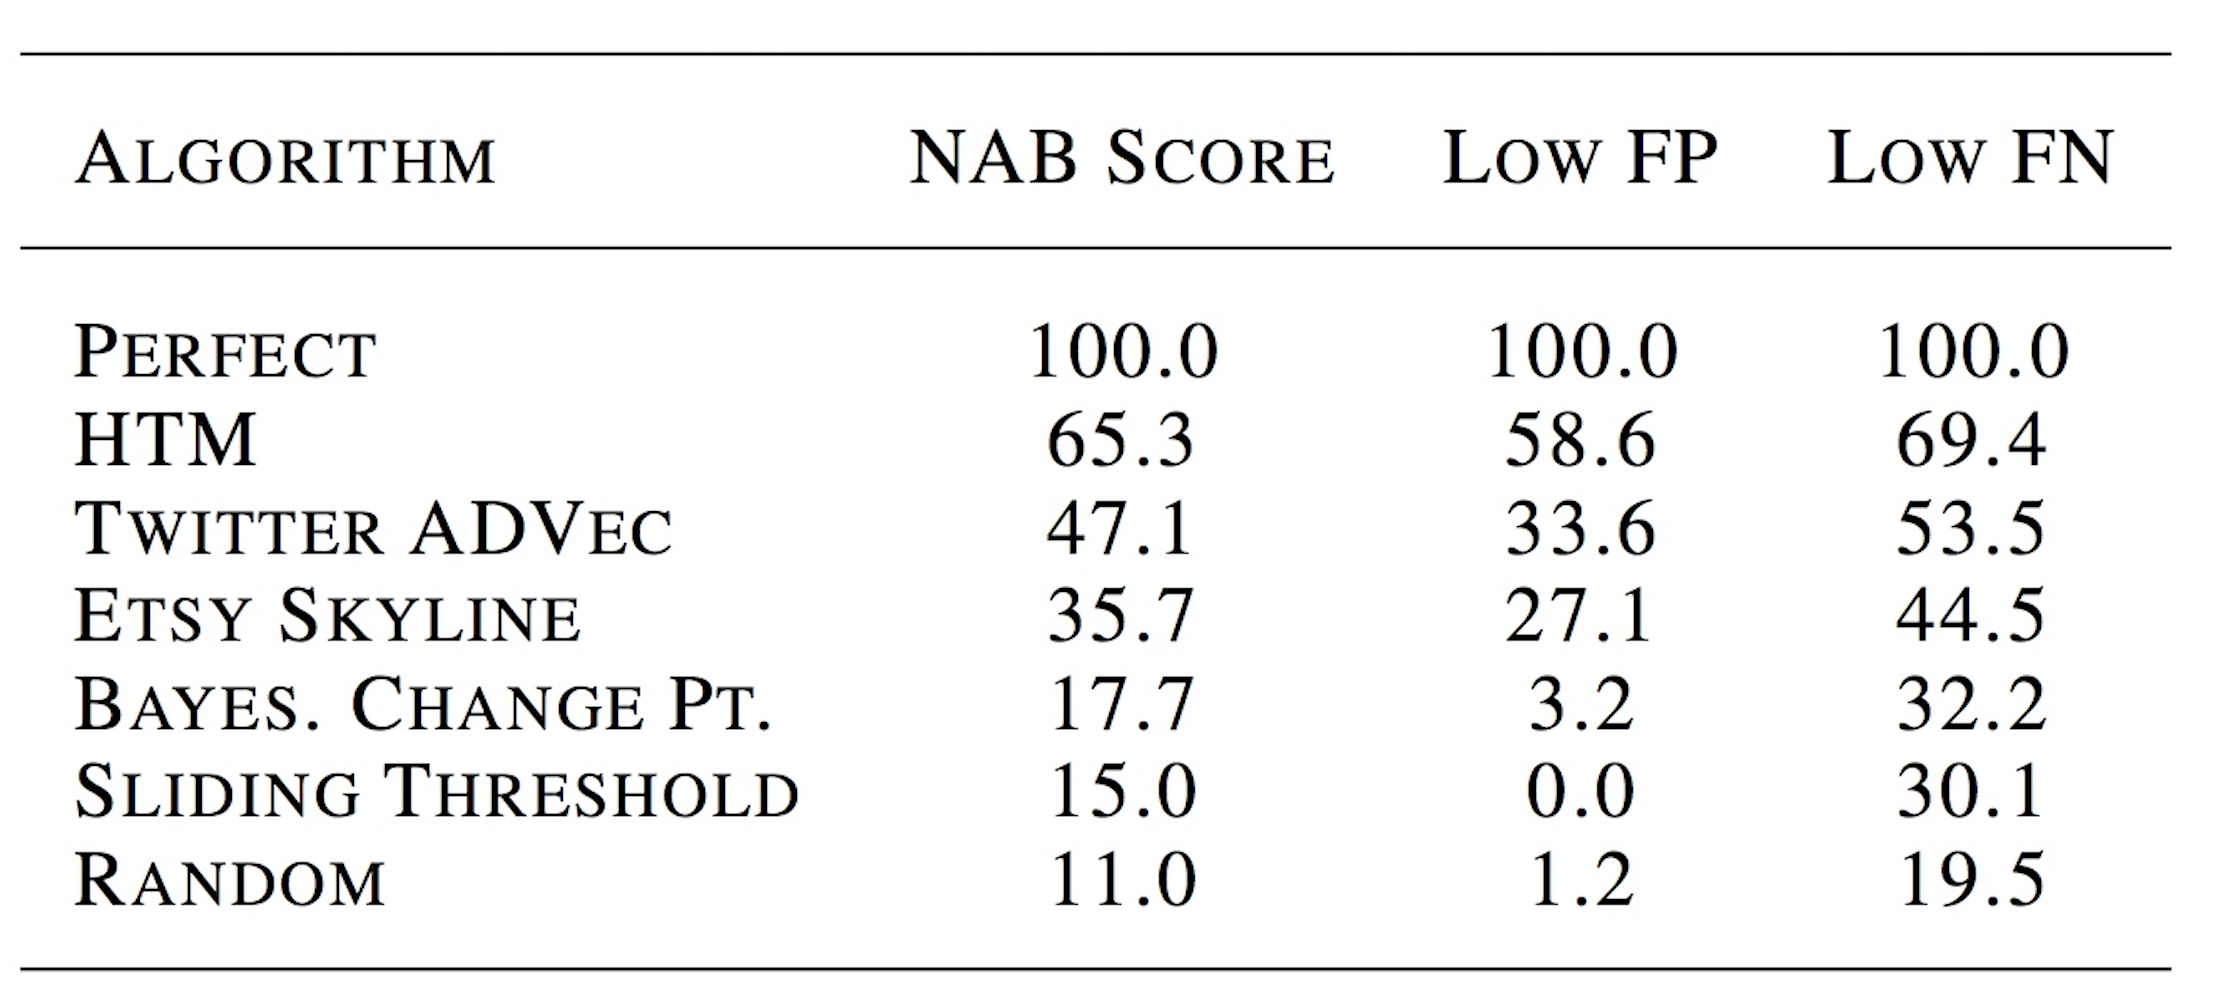 ALGORITHM NAB SCORE LOW FP LOW FN
PERFECT 100.0 100.0 100.0
HTM 65.3 58.6 69.4
TWITTER ADVEC 47.1 33.6 53.5
ETSY SKYLINE 35.7 27.1 44.5
BAYES. CHANGE PT. 17.7 3.2 32.2
SLIDING THRESHOLD 15.0 0.0 30.1
RANDOM 11.0 1.2 19.5